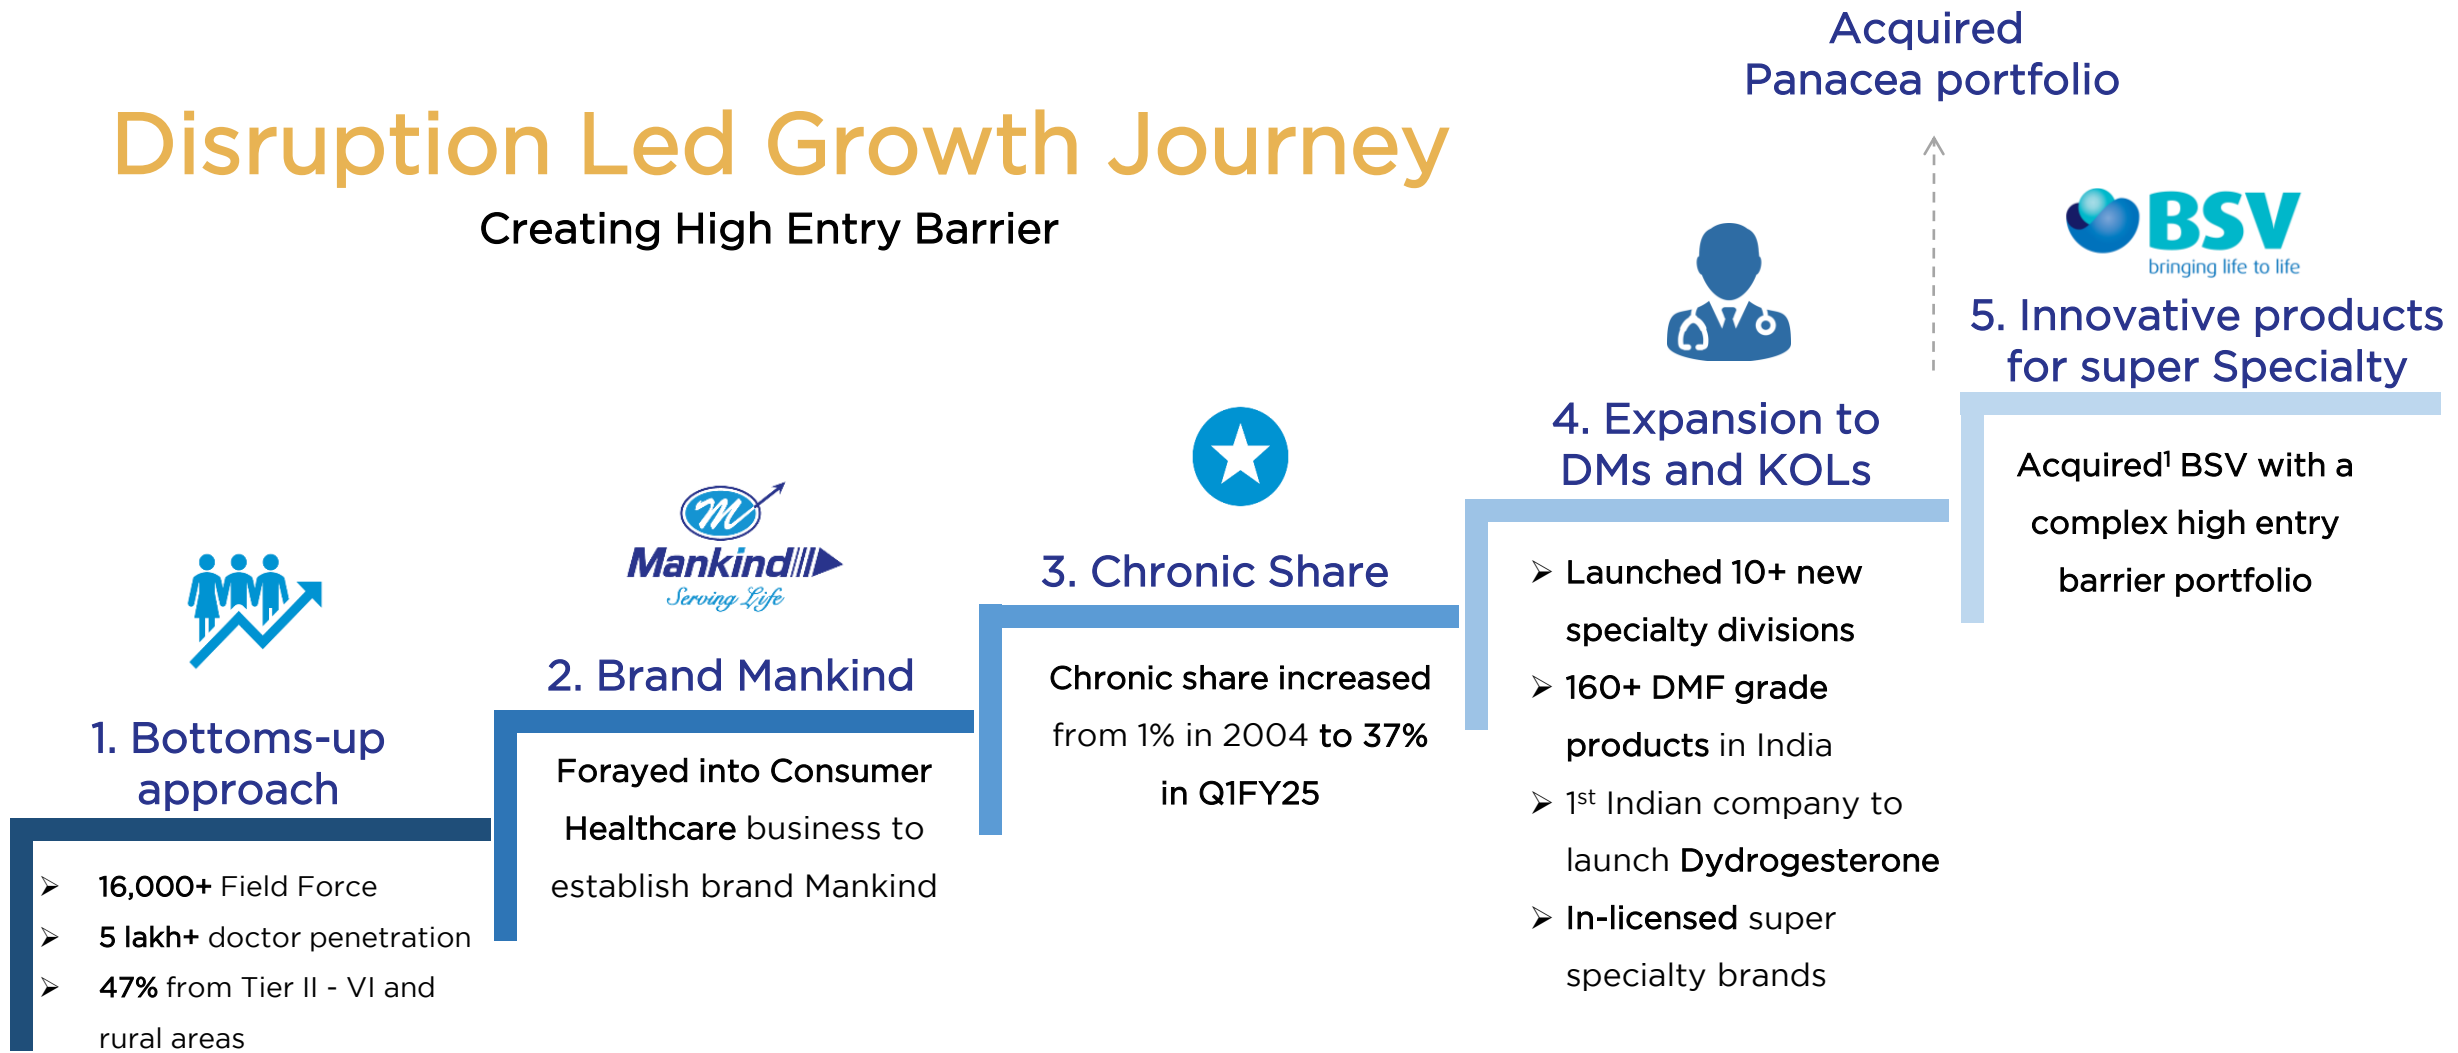 Disruption Led Growth Journey
Creating High Entry Barrier
1. Bottoms-up
approach
➢ 16,000+ Field Force
➢ 5 lakh+ doctor penetration
➢ 47% from Tier II - VI and
rural areas
Mankind
Serving Life
2. Brand Mankind
Forayed into Consumer
Healthcare business to
establish brand Mankind
3. Chronic Share
Chronic share increased
from 1% in 2004 to 37%
in Q1FY25
4. Expansion to
DMs and KOLs
➢ Launched 10+ new
specialty divisions
➢ 160+ DMF grade
products in India
➢ 1st Indian company to
launch Dydrogesterone
➢ In-licensed super
specialty brands
Acquired
Panacea portfolio
BSV
bringing life to life
5. Innovative products
for super Specialty
Acquired¹ BSV with a
complex high entry
barrier portfolio